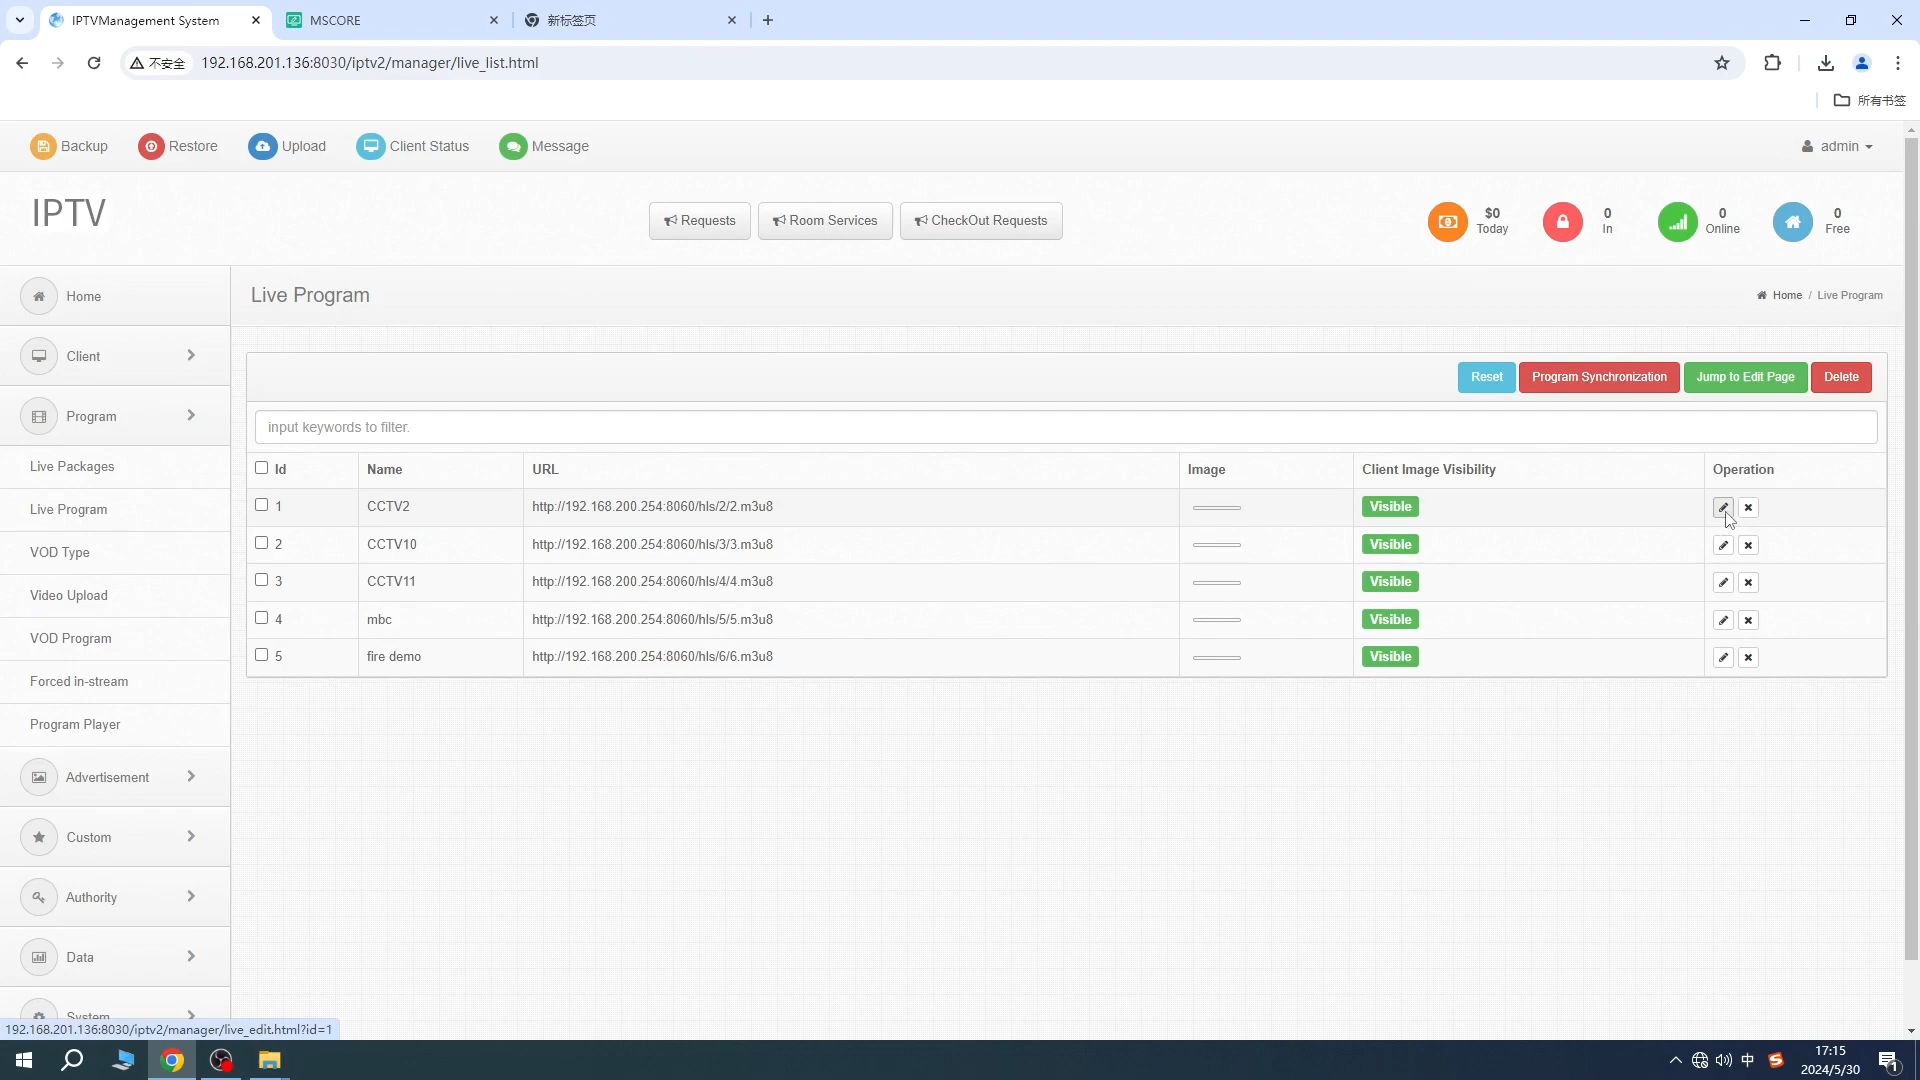 IPTVManagement System
MSCORE
新标签页
不安全
192.168.201.136:8030/iptv2/manager/live_list.html
所有书签
Backup
Restore
Upload
Client Status
Message
admin
IPTV
Requests
Room Services
CheckOut Requests
$0
Today
0
In
0
Online
0
Free
Home
Client
Program
Live Packages
Live Program
VOD Type
Video Upload
VOD Program
Forced in-stream
Program Player
Advertisement
Custom
Authority
Data
System
Live Program
Home / Live Program
Reset
Program Synchronization
Jump to Edit Page
Delete
input keywords to filter.
Id Name URL Image Client Image Visibility Operation
1 CCTV2 http://192.168.200.254:8060/hls/2/2.m3u8 Visible
2 CCTV10 http://192.168.200.254:8060/hls/3/3.m3u8 Visible
3 CCTV11 http://192.168.200.254:8060/hls/4/4.m3u8 Visible
4 mbc http://192.168.200.254:8060/hls/5/5.m3u8 Visible
5 fire demo http://192.168.200.254:8060/hls/6/6.m3u8 Visible
192.168.201.136:8030/iptv2/manager/live_edit.html?id=1
中
17:15
2024/5/30
1